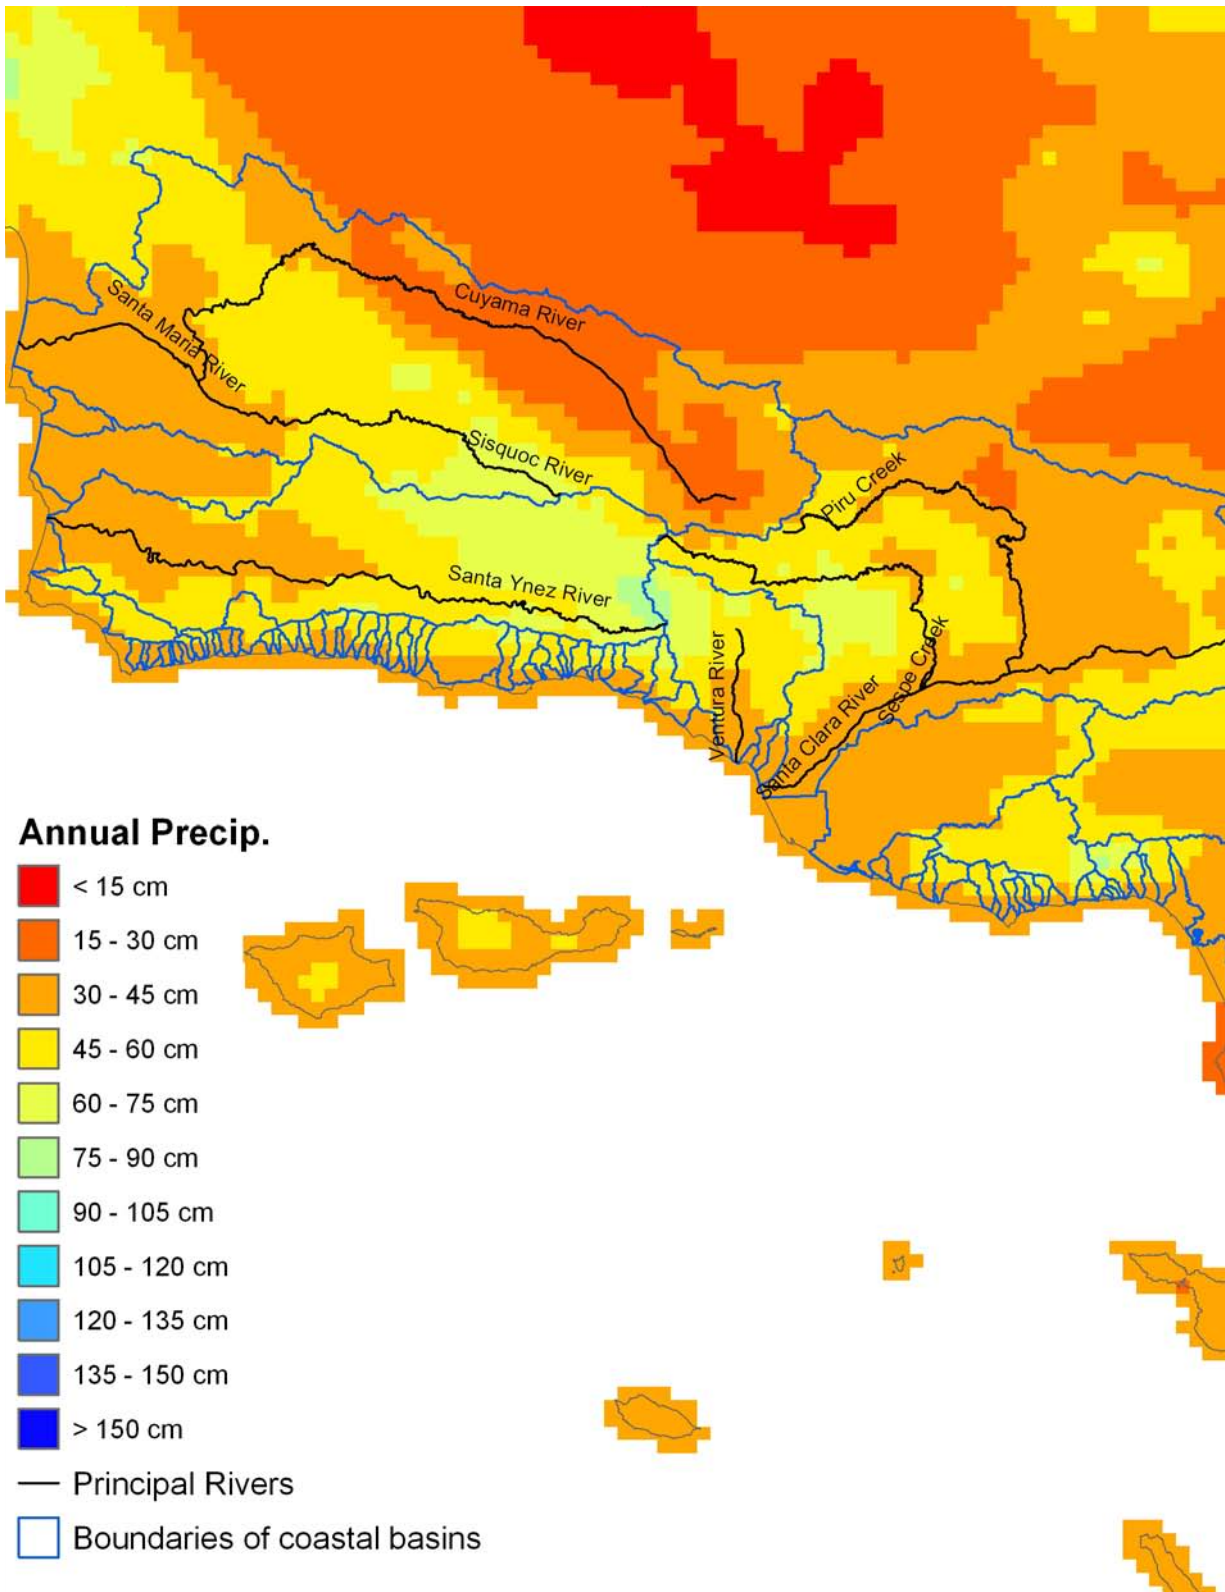 Cuyama River
Santa Maria River
Sisquoc River
Piru Creek
Santa Ynez River
Ventura River
Sespe Creek
Santa Clara River
Annual Precip.
< 15 cm
15 - 30 cm
30 - 45 cm
45 - 60 cm
60 - 75 cm
75 - 90 cm
90 - 105 cm
105 - 120 cm
120 - 135 cm
135 - 150 cm
> 150 cm
Principal Rivers
Boundaries of coastal basins